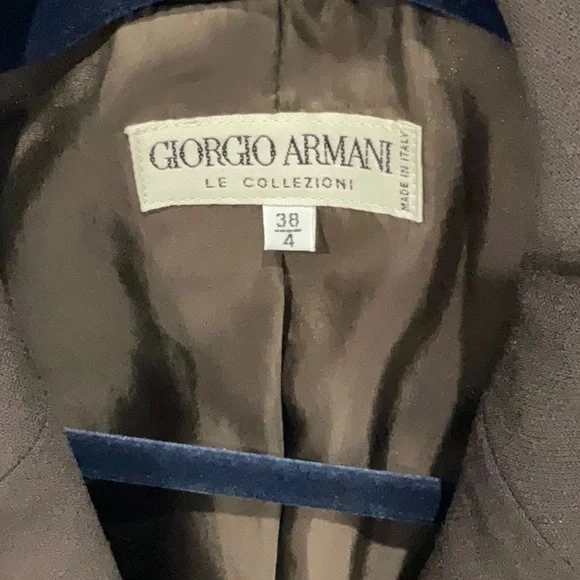 GIORGIO ARMANI
LE COLLEZIONI
MADE IN ITALY
38
4